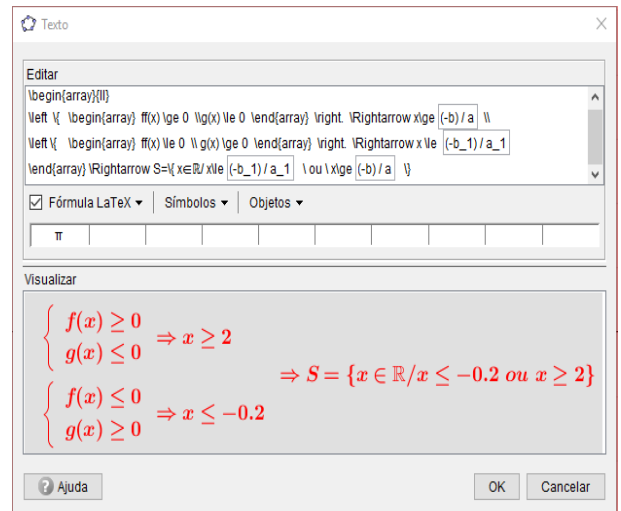 Texto
Editar
\begin{array}{ll}
\left \{ \begin{array} ff(x) \ge 0 \\g(x) \le 0 \end{array} \right. \Rightarrow x\ge (-b) / a \\
\left \{ \begin{array} ff(x) \le 0 \\ g(x) \ge 0 \end{array} \right. \Rightarrow x \le (-b_1) / a_1
\end{array} \Rightarrow S=\{ x∈ℝ/ x\le (-b_1) / a_1 \ ou \ x\ge (-b) / a \}
Fórmula LaTeX Símbolos Objetos
π
Visualizar
f(x) ≥ 0
g(x) ≤ 0 ⇒ x ≥ 2
⇒ S = {x ∈ ℝ/x ≤ −0.2 ou x ≥ 2}
f(x) ≤ 0
g(x) ≥ 0 ⇒ x ≤ −0.2
Ajuda OK Cancelar